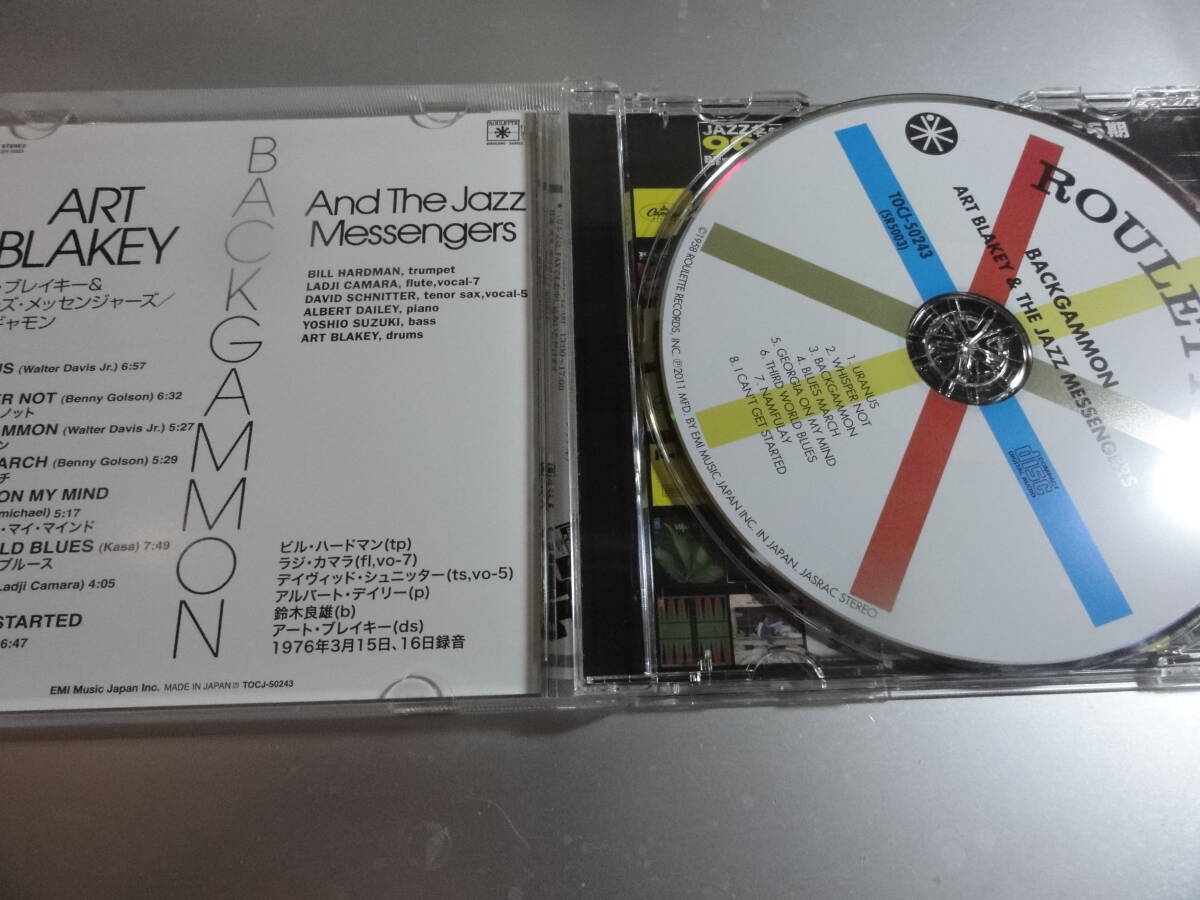 STEREO
ART
BLAKEY
・ブレイキー&
ーズ・メッセンジャーズ／
ギャモン
US (Walter Davis Jr.) 6:57
ER NOT (Benny Golson) 6:32
ノット
AMMON (Walter Davis Jr.) 5:27
ン
ARCH (Benny Golson) 5:29
チ
ON MY MIND
michael) 5:17
・マイ・マインド
LD BLUES (Kasa) 7:49
ブルース
Ladji Camara) 4:05
STARTED
6:47
BACKGAMMON
ROULETTE
And The Jazz
Messengers
BILL HARDMAN, trumpet
LADJI CAMARA, flute,vocal-7
DAVID SCHNITTER, tenor sax,vocal-5
ALBERT DAILEY, piano
YOSHIO SUZUKI, bass
ART BLAKEY, drums
ビル・ハードマン(tp)
ラジ・カマラ(fl,vo-7)
デイヴィッド・シュニッター(ts,vo-5)
アルバート・デイリー(p)
鈴木良雄(b)
アート・ブレイキー(ds)
1976年3月15日、16日録音
EMI Music Japan Inc. MADE IN JAPAN TOCJ-50243
JAZZ
期
Capitol
ROULET
TOCJ-50243
(SR5003)
BACKGAMMON
ART BLAKEY & THE JAZZ MESSENGERS
1. URANUS
2. WHISPER NOT
3. BACKGAMMON
4. BLUES MARCH
5. GEORGIA ON MY MIND
6. THIRD WORLD BLUES
7. NAMFULAY
8. I CAN'T GET STARTED
COMPACT
disc
DIGITAL AUDIO
©1958 ROULETTE RECORDS, INC. ℗2011 MFD. BY EMI MUSIC JAPAN INC. IN JAPAN. JASRAC STEREO